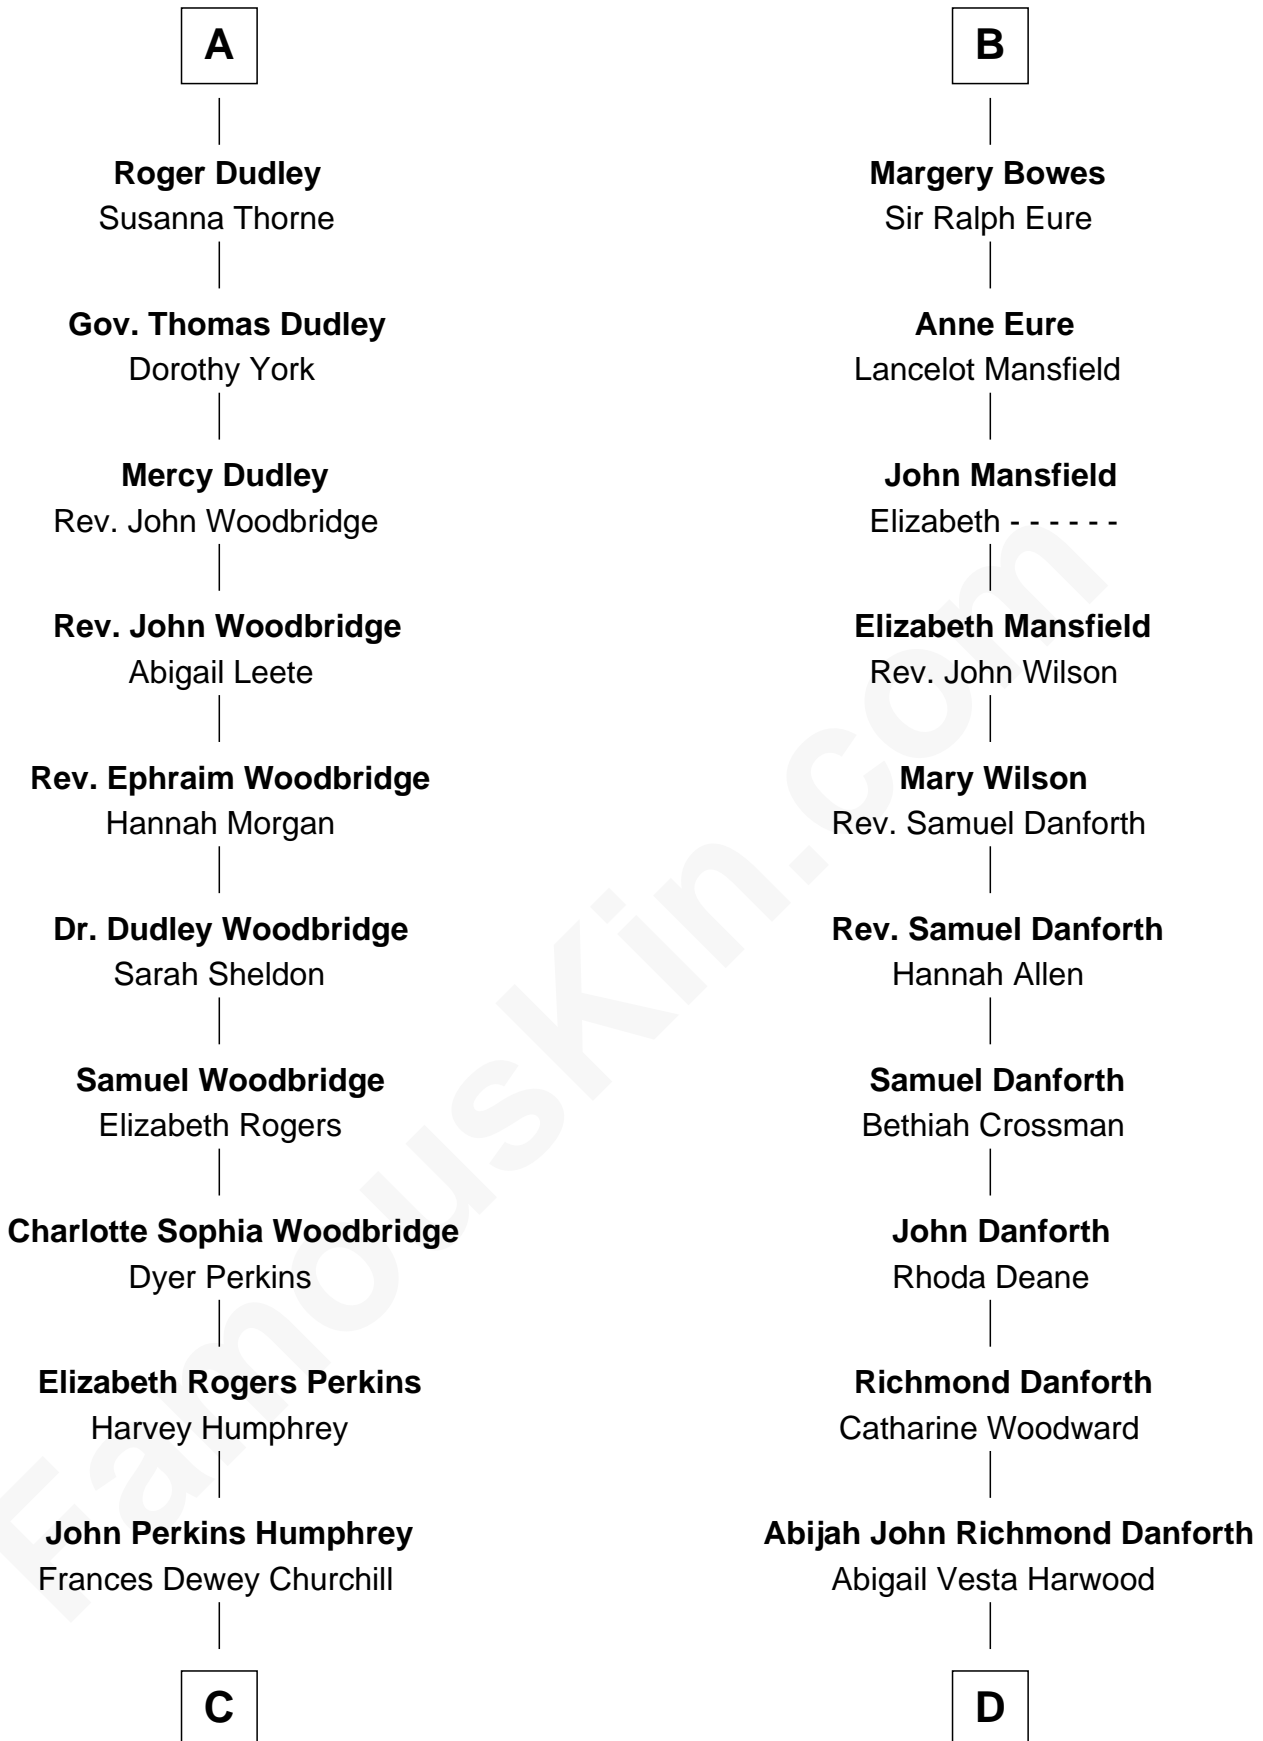 A
Roger Dudley
Susanna Thorne
Gov. Thomas Dudley
Dorothy York
Mercy Dudley
Rev. John Woodbridge
Rev. John Woodbridge
Abigail Leete
Rev. Ephraim Woodbridge
Hannah Morgan
Dr. Dudley Woodbridge
Sarah Sheldon
Samuel Woodbridge
Elizabeth Rogers
Charlotte Sophia Woodbridge
Dyer Perkins
Elizabeth Rogers Perkins
Harvey Humphrey
John Perkins Humphrey
Frances Dewey Churchill
C
B
Margery Bowes
Sir Ralph Eure
Anne Eure
Lancelot Mansfield
John Mansfield
Elizabeth - - - - - -
Elizabeth Mansfield
Rev. John Wilson
Mary Wilson
Rev. Samuel Danforth
Rev. Samuel Danforth
Hannah Allen
Samuel Danforth
Bethiah Crossman
John Danforth
Rhoda Deane
Richmond Danforth
Catharine Woodward
Abijah John Richmond Danforth
Abigail Vesta Harwood
D
FamousKin.com